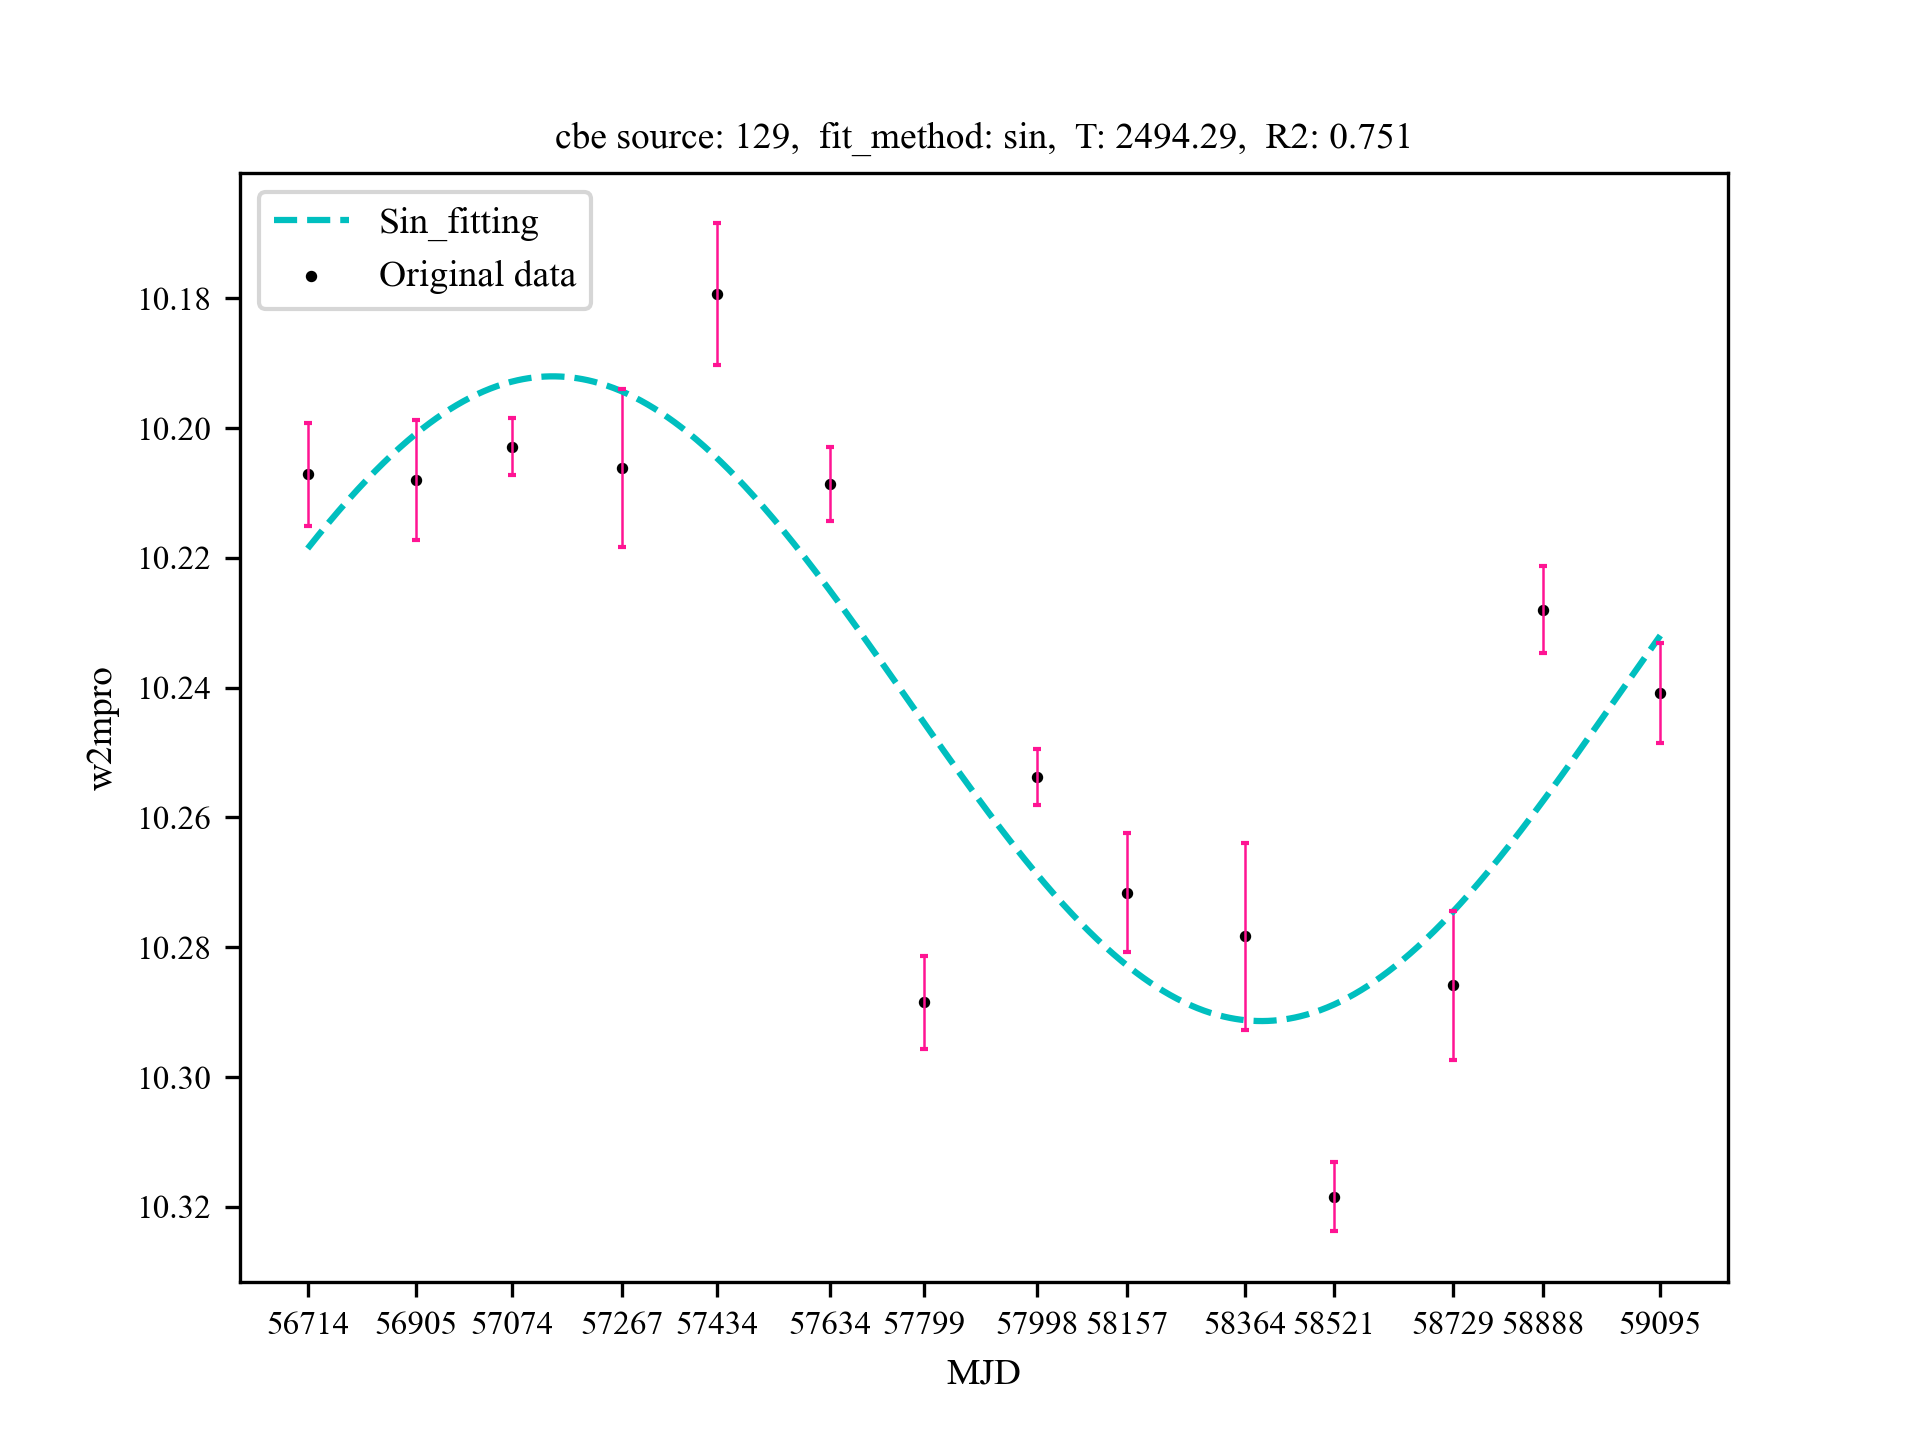 cbe source: 129,  fit_method: sin,  T: 2494.29,  R2: 0.751
Sin_fitting
Original data
10.18
10.20
10.22
10.24
10.26
10.28
10.30
10.32
w2mpro
56714 56905 57074 57267 57434 57634 57799 57998 58157 58364 58521 58729 58888 59095
MJD